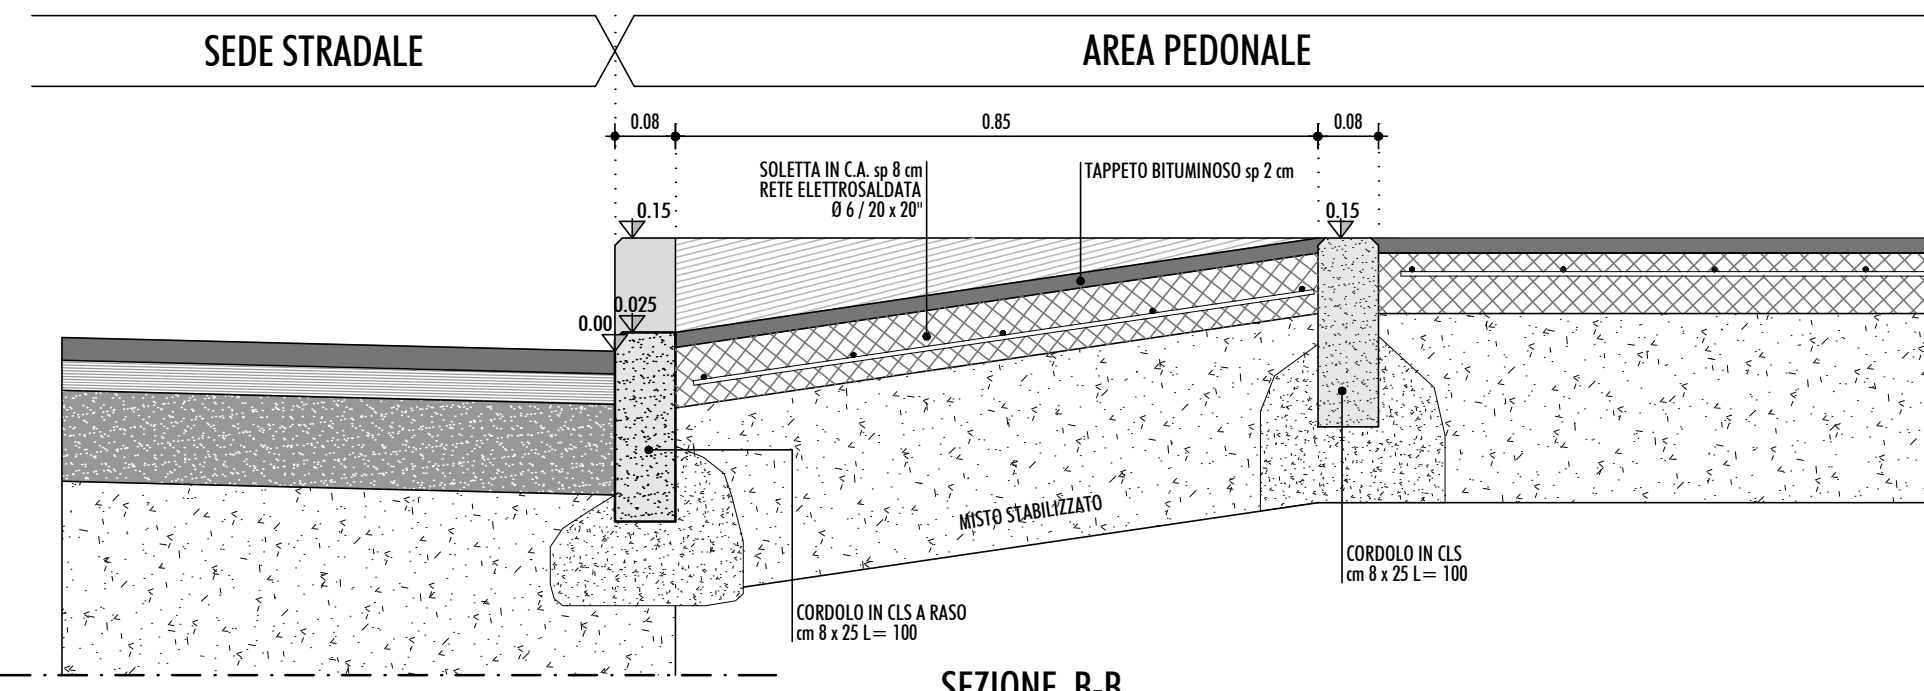 SEDE STRADALE
AREA PEDONALE
0.08
0.85
0.08
SOLETTA IN C.A. sp 8 cm
RETE ELETTROSALDATA
Ø 6 / 20 x 20"
TAPPETO BITUMINOSO sp 2 cm
0.15
0.15
0.025
0.00
MISTO STABILIZZATO
CORDOLO IN CLS
cm 8 x 25 L= 100
CORDOLO IN CLS A RASO
cm 8 x 25 L= 100
SEZIONE B-B